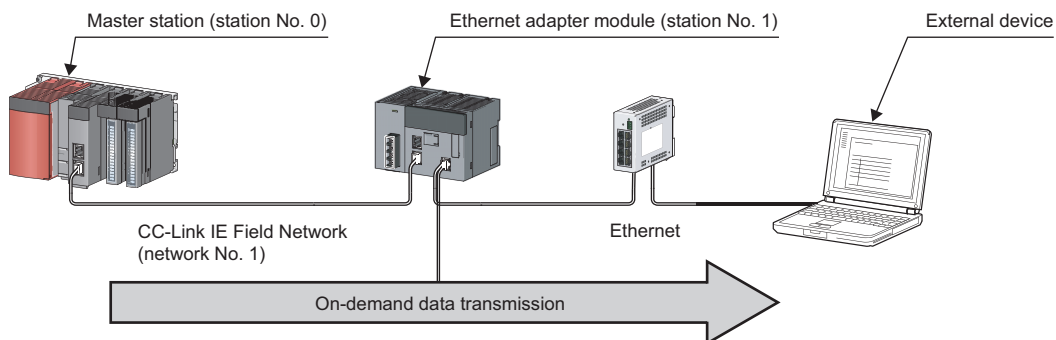 Master station (station No. 0)
Ethernet adapter module (station No. 1)
External device
CC-Link IE Field Network
(network No. 1)
Ethernet
On-demand data transmission